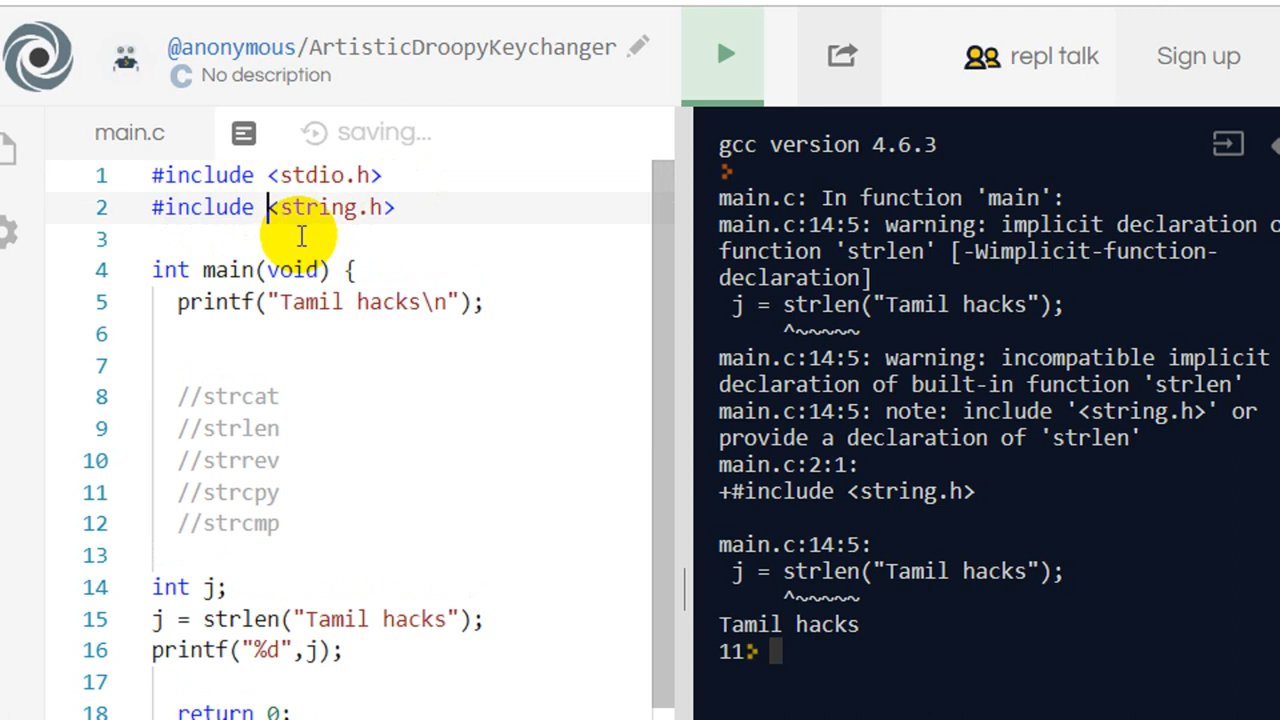 @anonymous/ArtisticDroopyKeychanger
No description
repl talk
Sign up
main.c
saving...
1 #include <stdio.h>
2 #include <string.h>
3
4 int main(void) {
5 printf("Tamil hacks\n");
6
7
8 //strcat
9 //strlen
10 //strrev
11 //strcpy
12 //strcmp
13
14 int j;
15 j = strlen("Tamil hacks");
16 printf("%d",j);
17
18 return 0;
gcc version 4.6.3
main.c: In function 'main':
main.c:14:5: warning: implicit declaration o
function 'strlen' [-Wimplicit-function-
declaration]
j = strlen("Tamil hacks");
^~~~~~
main.c:14:5: warning: incompatible implicit
declaration of built-in function 'strlen'
main.c:14:5: note: include '<string.h>' or
provide a declaration of 'strlen'
main.c:2:1:
+#include <string.h>
main.c:14:5:
j = strlen("Tamil hacks");
^~~~~~
Tamil hacks
11